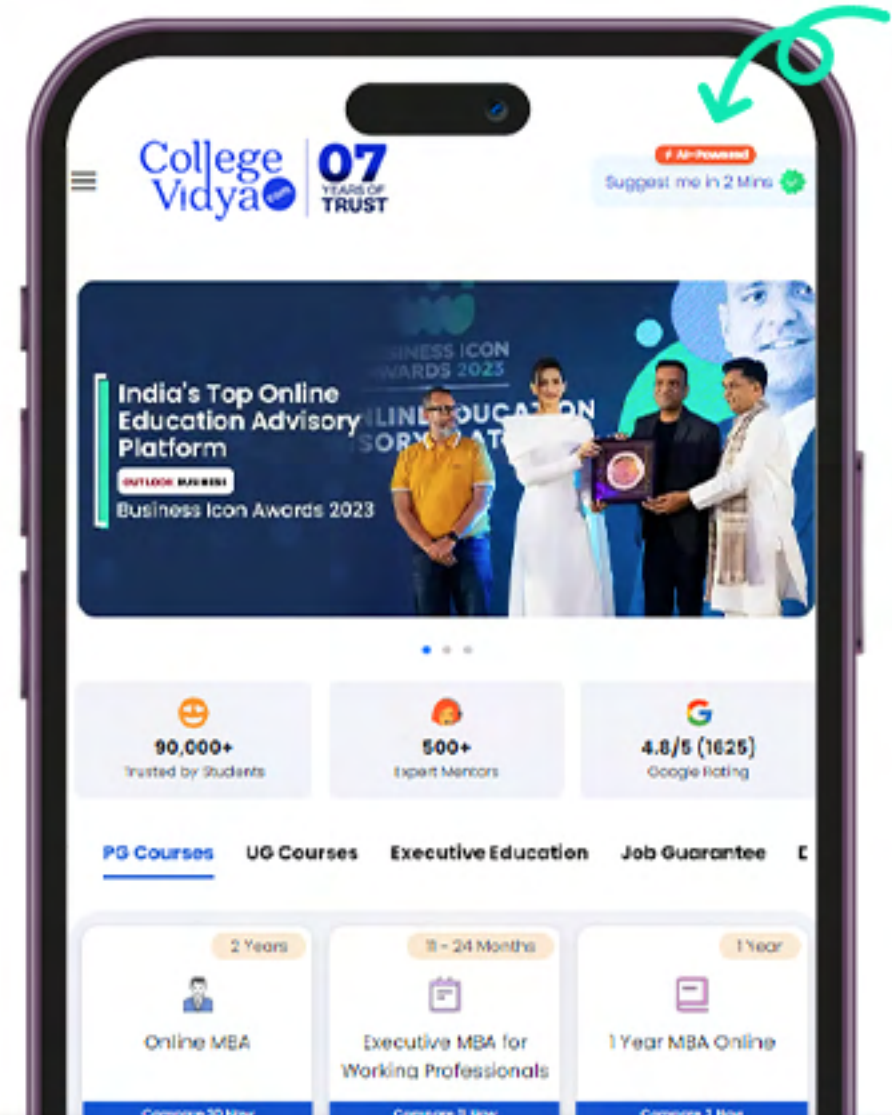 College
Vidya.com
07
YEARS OF
TRUST
AI-Powered
Suggest me in 2 Mins
BUSINESS ICON
AWARDS 2023
India's Top Online
Education Advisory
Platform
OUTLOOK BUSINESS
Business Icon Awards 2023
90,000+
Trusted by Students
500+
Expert Mentors
4.8/5 (1625)
Google Rating
PG Courses
UG Courses
Executive Education
Job Guarantee
2 Years
Online MBA
11 - 24 Months
Executive MBA for
Working Professionals
1 Year
1 Year MBA Online